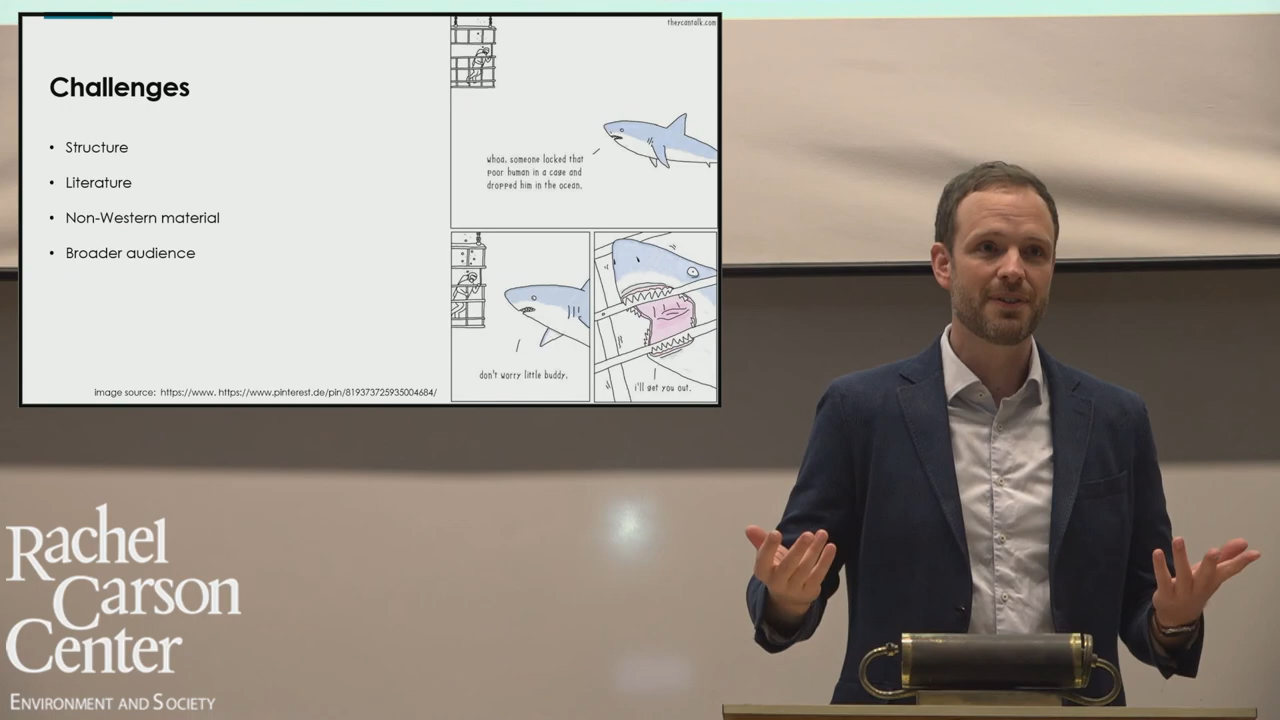 theycantalk.com
Challenges
• Structure
• Literature
• Non-Western material
• Broader audience
whoa, someone locked that
poor human in a cage and
dropped him in the ocean.
don't worry little buddy.
i'll get you out.
image source: https://www. https://www.pinterest.de/pin/819373725935004684/
Rachel
Carson
Center
ENVIRONMENT AND SOCIETY